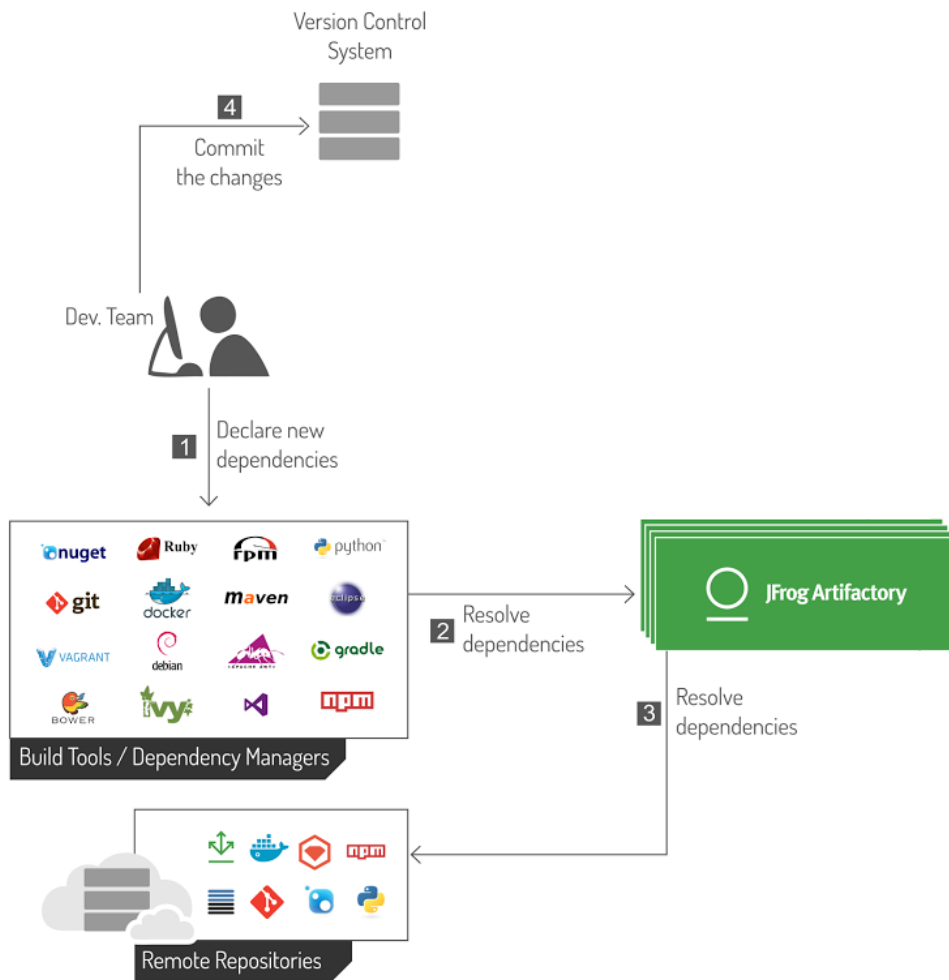 Version Control
System
4
Commit
the changes
Dev. Team
1
Declare new
dependencies
nuget
Ruby
rpm
python
git
docker
maven
eclipse
VAGRANT
debian
APACHE ANT
gradle
BOWER
ivy
npm
Build Tools / Dependency Managers
2
Resolve
dependencies
JFrog Artifactory
3
Resolve
dependencies
npm
Remote Repositories